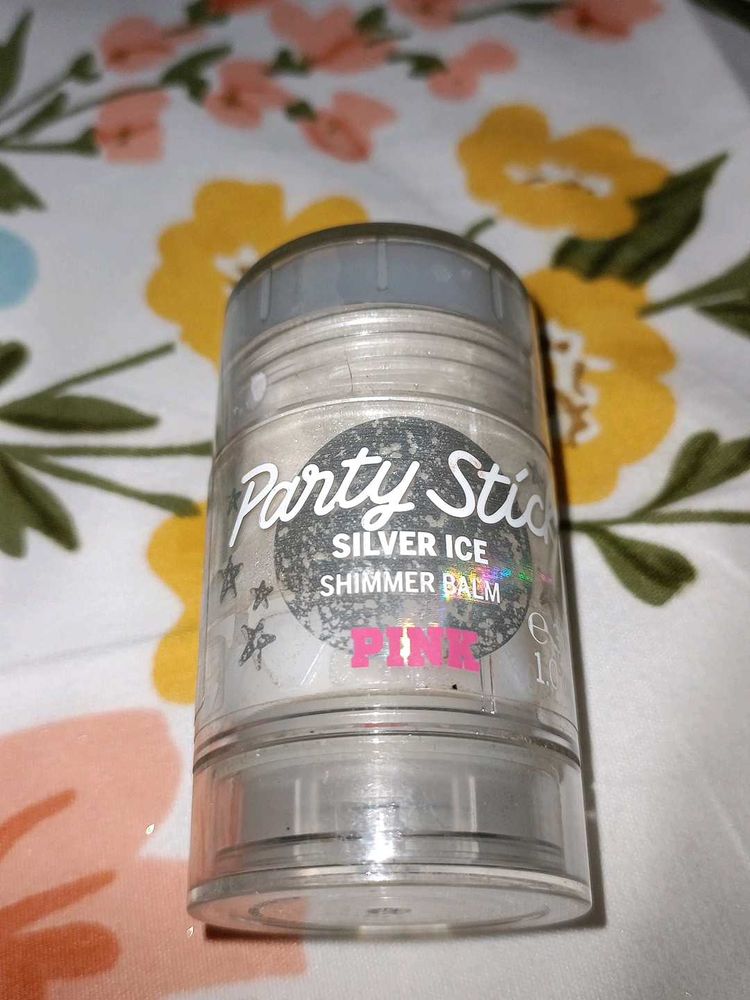 Party Stick
SILVER ICE
SHIMMER BALM
PINK
e